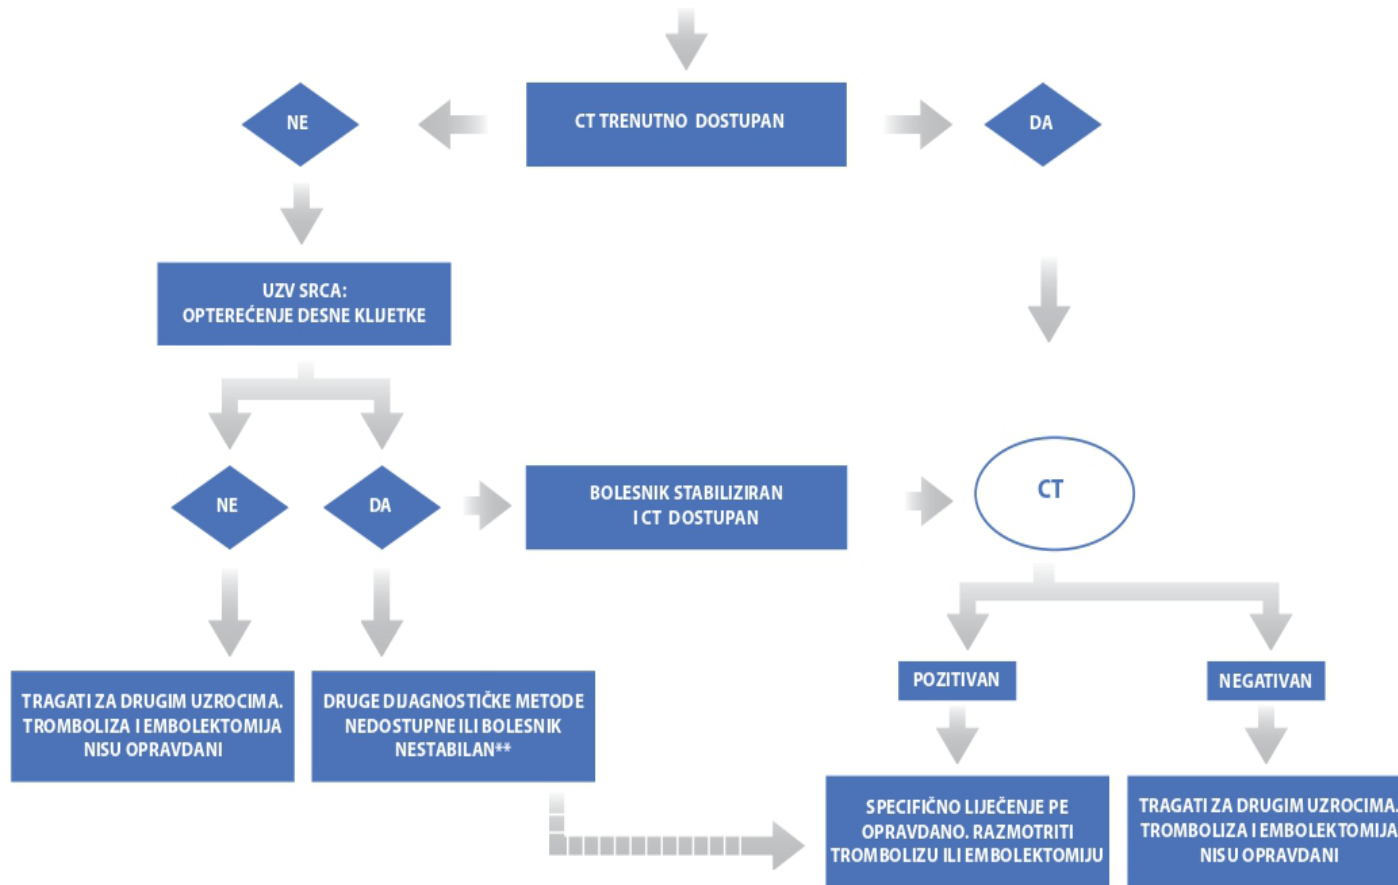 NE
CT TRENUTNO DOSTUPAN
DA
UZV SRCA:
OPTEREĆENJE DESNE KLIJETKE
NE
DA
BOLESNIK STABILIZIRAN
I CT DOSTUPAN
CT
TRAGATI ZA DRUGIM UZROCIMA.
TROMBOLIZA I EMBOLEKTOMIJA
NISU OPRAVDANI
DRUGE DIJAGNOSTIČKE METODE
NEDOSTUPNE ILI BOLESNIK
NESTABILAN**
POZITIVAN
NEGATIVAN
SPECIFIČNO LIJEČENJE PE
OPRAVDANO. RAZMOTRITI
TROMBOLIZU ILI EMBOLEKTOMIJU
TRAGATI ZA DRUGIM UZROCIMA.
TROMBOLIZA I EMBOLEKTOMIJA
NISU OPRAVDANI